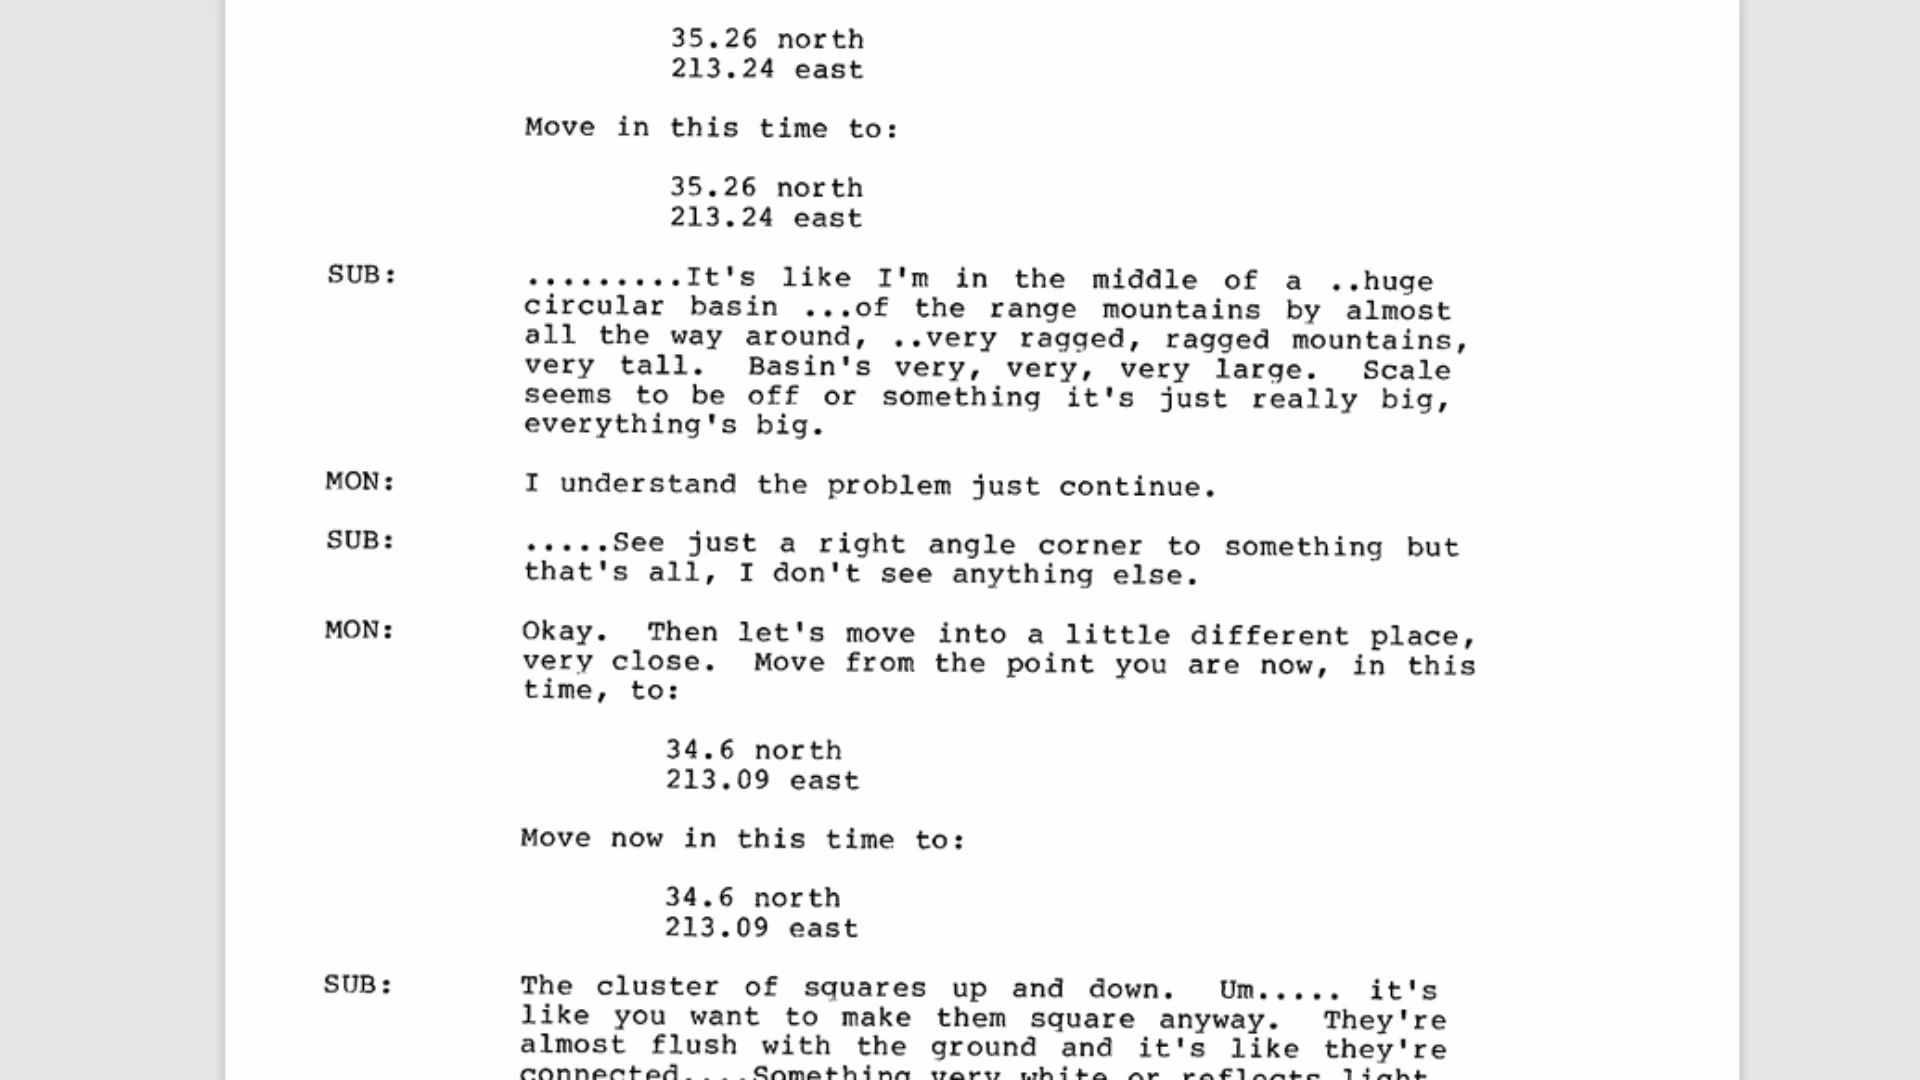 35.26 north
213.24 east
Move in this time to:
35.26 north
213.24 east
SUB: .........It's like I'm in the middle of a ..huge
circular basin ...of the range mountains by almost
all the way around, ..very ragged, ragged mountains,
very tall. Basin's very, very, very large. Scale
seems to be off or something it's just really big,
everything's big.
MON: I understand the problem just continue.
SUB: .....See just a right angle corner to something but
that's all, I don't see anything else.
MON: Okay. Then let's move into a little different place,
very close. Move from the point you are now, in this
time, to:
34.6 north
213.09 east
Move now in this time to:
34.6 north
213.09 east
SUB: The cluster of squares up and down. Um..... it's
like you want to make them square anyway. They're
almost flush with the ground and it's like they're
connected....Something very white or reflects light